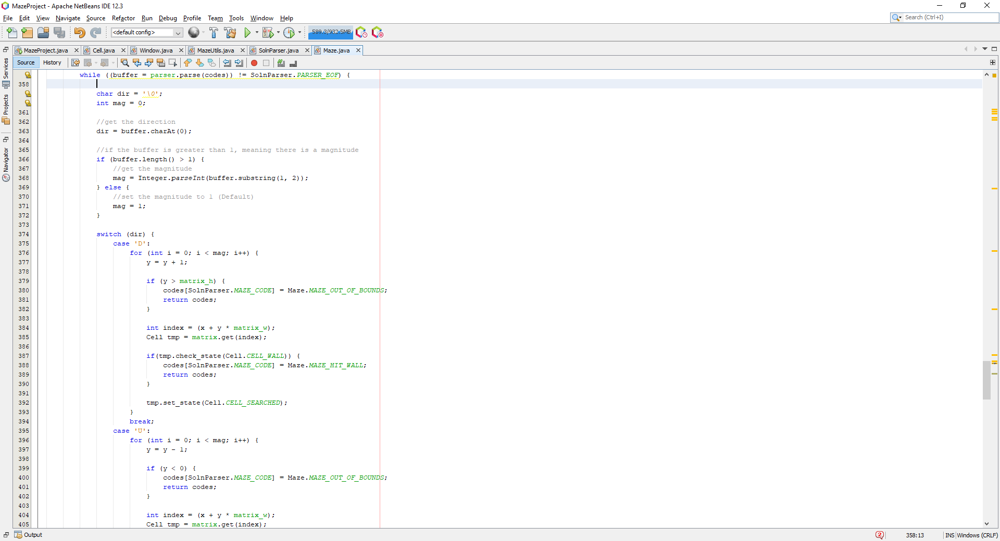 MazeProject - Apache NetBeans IDE 12.3
File Edit View Navigate Source Refactor Run Debug Profile Team Tools Window Help
Search (Ctrl+I)
<default config>
589.3/932.5MB
MazeProject.java Cell.java Window.java MazeUtils.java SolnParser.java Maze.java
Source History
Services
Projects
Navigator
while ((buffer = parser.parse(codes)) != SolnParser.PARSER_EOF) {
358
char dir = '\0';
int mag = 0;
361
362 //get the direction
363 dir = buffer.charAt(0);
364
365 //if the buffer is greater than 1, meaning there is a magnitude
366 if (buffer.length() > 1) {
367 //get the magnitude
368 mag = Integer.parseInt(buffer.substring(1, 2));
369 } else {
370 //set the magnitude to 1 (Default)
371 mag = 1;
372 }
373
374 switch (dir) {
375 case 'D':
376 for (int i = 0; i < mag; i++) {
377 y = y + 1;
378
379 if (y > matrix_h) {
380 codes[SolnParser.MAZE_CODE] = Maze.MAZE_OUT_OF_BOUNDS;
381 return codes;
382 }
383
384 int index = (x + y * matrix_w);
385 Cell tmp = matrix.get(index);
386
387 if(tmp.check_state(Cell.CELL_WALL)) {
388 codes[SolnParser.MAZE_CODE] = Maze.MAZE_HIT_WALL;
389 return codes;
390 }
391
392 tmp.set_state(Cell.CELL_SEARCHED);
393 }
394 break;
395 case 'U':
396 for (int i = 0; i < mag; i++) {
397 y = y - 1;
398
399 if (y < 0) {
400 codes[SolnParser.MAZE_CODE] = Maze.MAZE_OUT_OF_BOUNDS;
401 return codes;
402 }
403
404 int index = (x + y * matrix_w);
405 Cell tmp = matrix.get(index);
Output
2 358:13 INS Windows (CRLF)